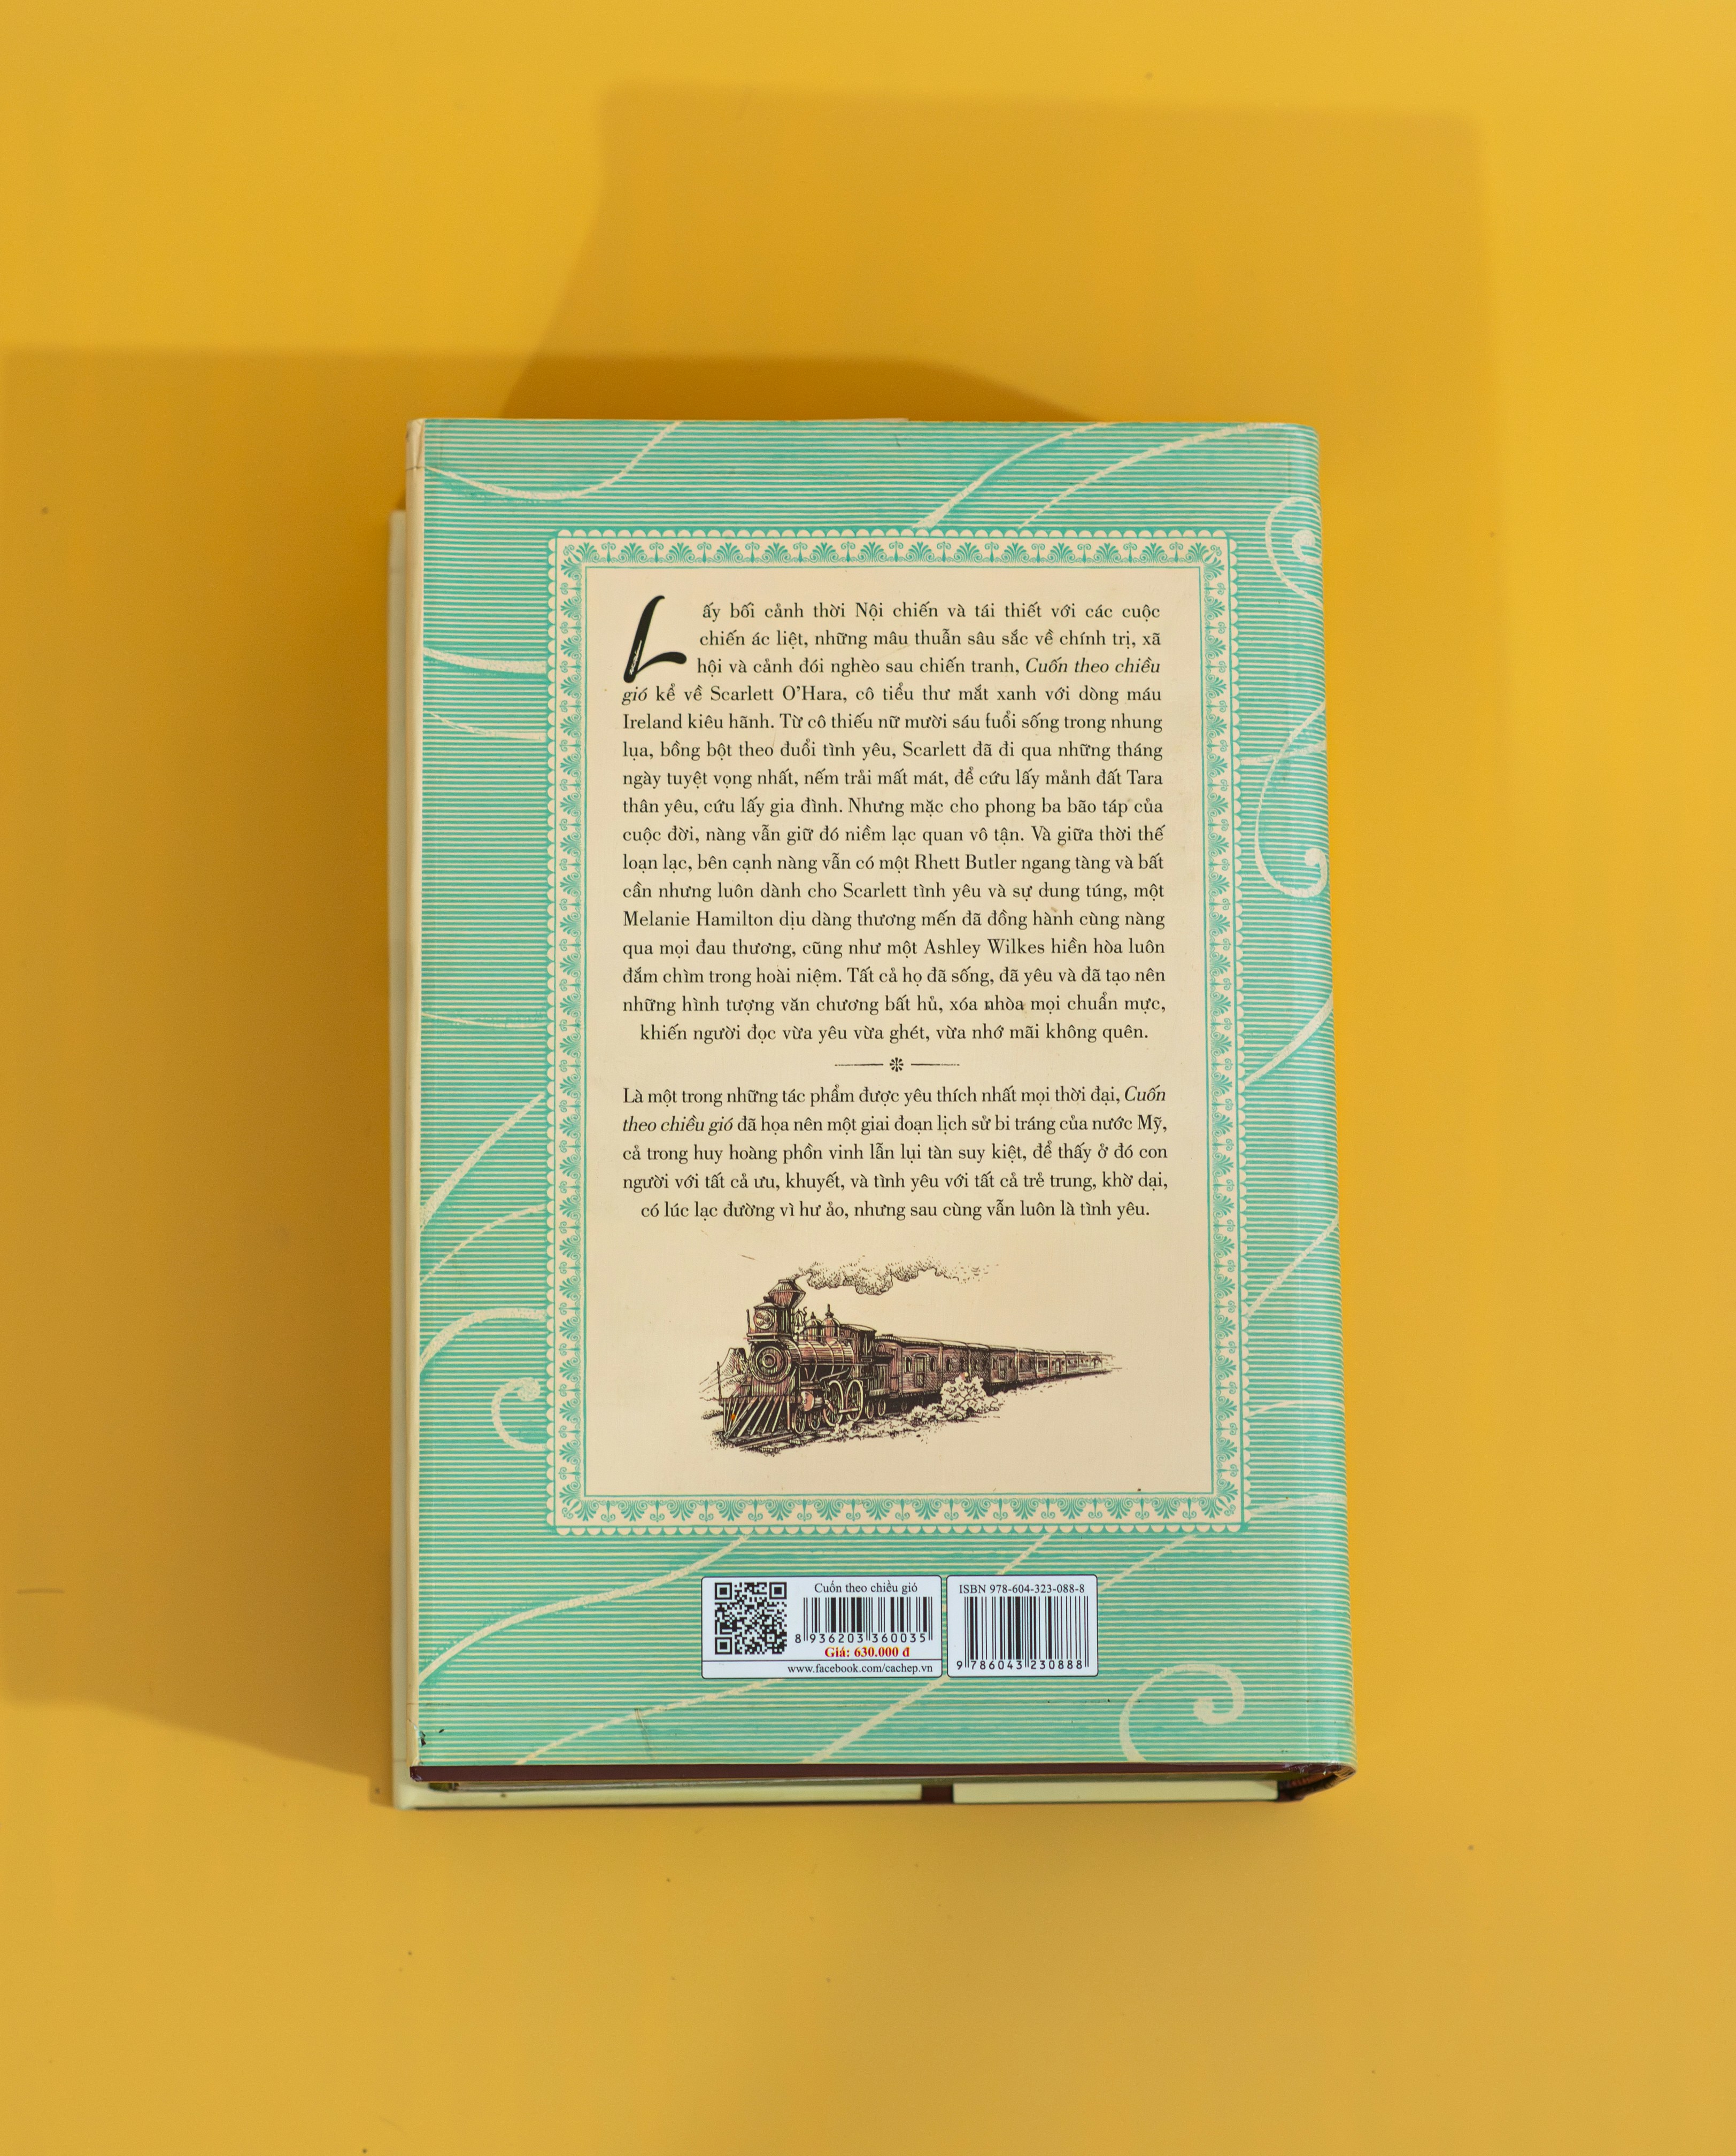 Lấy bối cảnh thời Nội chiến và tái thiết với các cuộc
chiến ác liệt, những mâu thuẫn sâu sắc về chính trị, xã
hội và cảnh đói nghèo sau chiến tranh, Cuốn theo chiều
gió kể về Scarlett O’Hara, cô tiểu thư mắt xanh với dòng máu
Ireland kiêu hãnh. Từ cô thiếu nữ mười sáu tuổi sống trong nhung
lụa, bồng bột theo đuổi tình yêu, Scarlett đã đi qua những tháng
ngày tuyệt vọng nhất, nếm trải mất mát, để cứu lấy mảnh đất Tara
thân yêu, cứu lấy gia đình. Nhưng mặc cho phong ba bão táp của
cuộc đời, nàng vẫn giữ đó niềm lạc quan vô tận. Và giữa thời thế
loạn lạc, bên cạnh nàng vẫn có một Rhett Butler ngang tàng và bất
cần nhưng luôn dành cho Scarlett tình yêu và sự dung túng, một
Melanie Hamilton dịu dàng thương mến đã đồng hành cùng nàng
qua mọi đau thương, cũng như một Ashley Wilkes hiền hòa luôn
đắm chìm trong hoài niệm. Tất cả họ đã sống, đã yêu và đã tạo nên
những hình tượng văn chương bất hủ, xóa nhòa mọi chuẩn mực,
khiến người đọc vừa yêu vừa ghét, vừa nhớ mãi không quên.
Là một trong những tác phẩm được yêu thích nhất mọi thời đại, Cuốn
theo chiều gió đã họa nên một giai đoạn lịch sử bi tráng của nước Mỹ,
cả trong huy hoàng phồn vinh lẫn lụi tàn suy kiệt, để thấy ở đó con
người với tất cả ưu, khuyết, và tình yêu với tất cả trẻ trung, khờ dại,
có lúc lạc đường vì hư ảo, nhưng sau cùng vẫn luôn là tình yêu.
Cuốn theo chiều gió
8 936203 360035
Giá: 630.000 đ
www.facebook.com/cachep.vn
ISBN 978-604-323-088-8
9 786043 230888